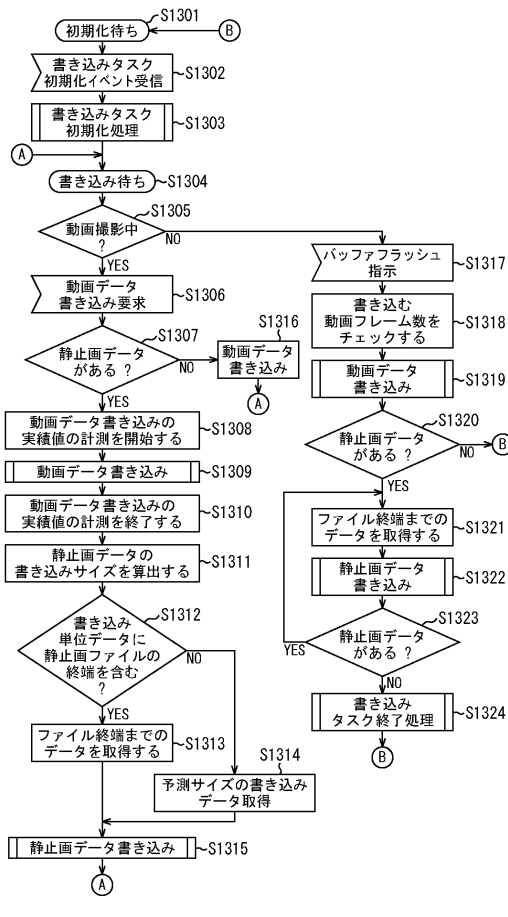 初期化待ち
S1301
B
書き込みタスク
初期化イベント受信
S1302
書き込みタスク
初期化処理
S1303
A
書き込み待ち
S1304
動画撮影中
?
S1305
NO
YES
動画データ
書き込み要求
S1306
静止画データ
がある ?
S1307
NO
YES
S1316
動画データ
書き込み
A
動画データ書き込みの
実績値の計測を開始する
S1308
動画データ書き込み
S1309
動画データ書き込みの
実績値の計測を終了する
S1310
静止画データの
書き込みサイズを算出する
S1311
書き込み
単位データに
静止画ファイルの
終端を含む
?
S1312
NO
YES
ファイル終端までの
データを取得する
S1313
S1314
予測サイズの書き込み
データ取得
静止画データ書き込み
S1315
A
バッファフラッシュ
指示
S1317
書き込む
動画フレーム数を
チェックする
S1318
動画データ
書き込み
S1319
静止画データ
がある ?
S1320
NO
B
YES
ファイル終端までの
データを取得する
S1321
静止画データ
書き込み
S1322
静止画データ
がある ?
S1323
YES
NO
書き込み
タスク終了処理
S1324
B